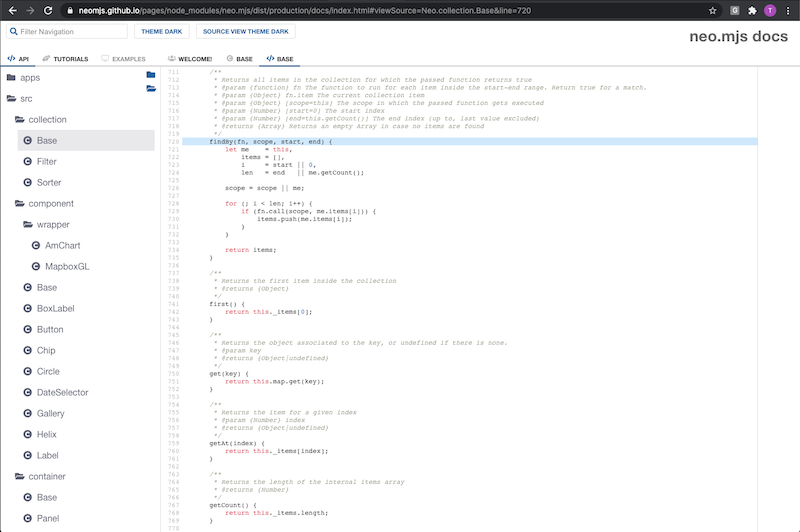 neomjs.github.io/pages/node_modules/neo.mjs/dist/production/docs/index.html#viewSource=Neo.collection.Base&line=720
G
T
Filter Navigation
THEME DARK
SOURCE VIEW THEME DARK
neo.mjs docs
API
TUTORIALS
EXAMPLES
WELCOME!
BASE
BASE
apps
src
collection
Base
Filter
Sorter
component
wrapper
AmChart
MapboxGL
Base
BoxLabel
Button
Chip
Circle
DateSelector
Gallery
Helix
Label
container
Base
Panel
711 /**
712 * Returns all items in the collection for which the passed function returns true
713 * @param {function} fn The function to run for each item inside the start-end range. Return true for a match.
714 * @param {Object} fn.item The current collection item
715 * @param {Object} [scope=this] The scope in which the passed function gets executed
716 * @param {Number} [start=0] The start index
717 * @param {Number} [end=this.getCount()] The end index (up to, last value excluded)
718 * @returns {Array} Returns an empty Array in case no items are found
719 */
720 findBy(fn, scope, start, end) {
721 let me = this,
722 items = [],
723 i = start || 0,
724 len = end || me.getCount();
725
726 scope = scope || me;
727
728 for (; i < len; i++) {
729 if (fn.call(scope, me.items[i])) {
730 items.push(me.items[i]);
731 }
732 }
733
734 return items;
735 }
736
737 /**
738 * Returns the first item inside the collection
739 * @returns {Object}
740 */
741 first() {
742 return this._items[0];
743 }
744
745 /**
746 * Returns the object associated to the key, or undefined if there is none.
747 * @param key
748 * @returns {Object|undefined}
749 */
750 get(key) {
751 return this.map.get(key);
752 }
753
754 /**
755 * Returns the item for a given index
756 * @param {Number} index
757 * @returns {Object|undefined}
758 */
759 getAt(index) {
760 return this._items[index];
761 }
762
763 /**
764 * Returns the length of the internal items array
765 * @returns {Number}
766 */
767 getCount() {
768 return this._items.length;
769 }
770